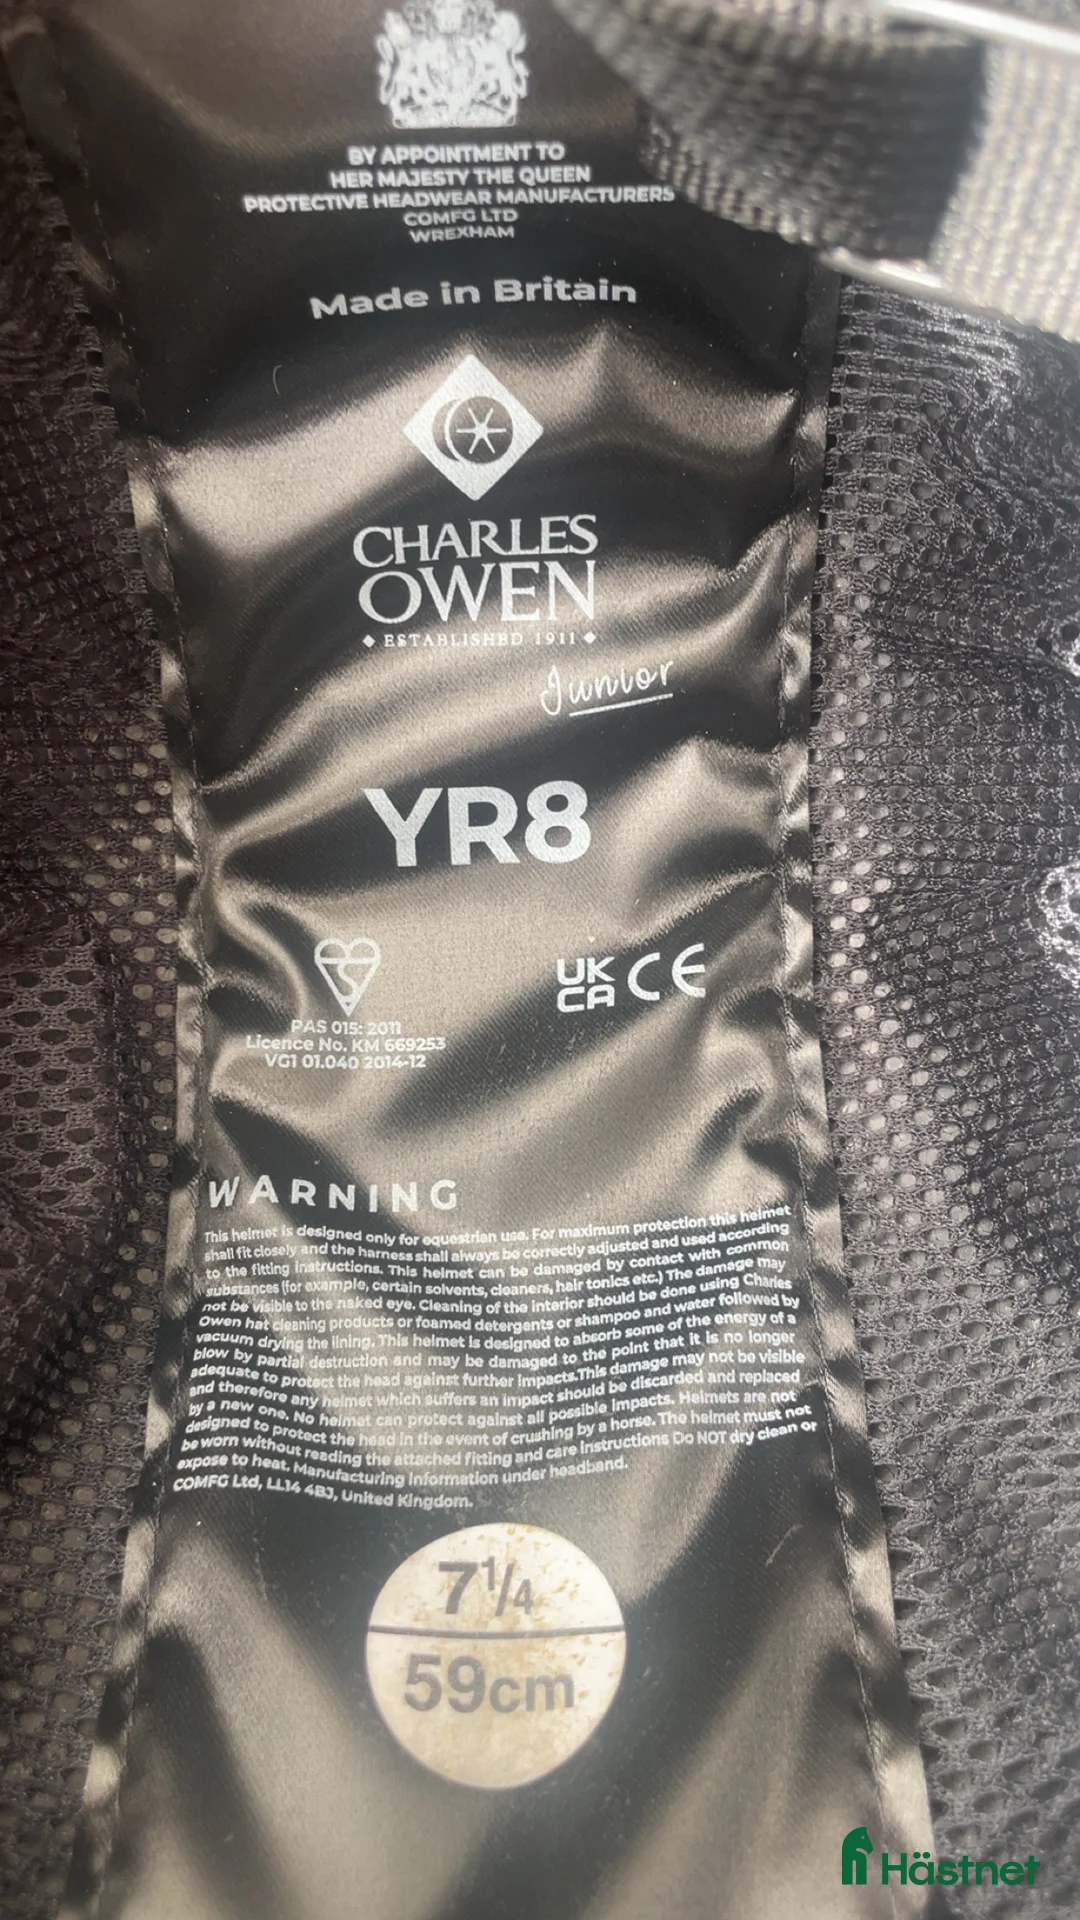 BY APPOINTMENT TO
HER MAJESTY THE QUEEN
PROTECTIVE HEADWEAR MANUFACTURERS
COMFG LTD
WREXHAM
Made in Britain
CHARLES
OWEN
ESTABLISHED 1911
Junior
YR8
UK
CA CE
PAS 015: 2011
Licence No. KM 669253
VG1 01.040 2014-12
WARNING
This helmet is designed only for equestrian use. For maximum protection this helmet
shall fit closely and the harness shall always be correctly adjusted and used according
to the fitting instructions. This helmet can be damaged by contact with common
substances (for example, certain solvents, cleaners, hair tonics etc.) The damage may
not be visible to the naked eye. Cleaning of the interior should be done using Charles
Owen hat cleaning products or foamed detergents or shampoo and water followed by
vacuum drying the lining. This helmet is designed to absorb some of the energy of a
blow by partial destruction and may be damaged to the point that it is no longer
adequate to protect the head against further impacts.This damage may not be visible
and therefore any helmet which suffers an impact should be discarded and replaced
by a new one. No helmet can protect against all possible impacts. Helmets are not
designed to protect the head in the event of crushing by a horse. The helmet must not
be worn without reading the attached fitting and care instructions Do NOT dry clean or
expose to heat. Manufacturing Information under headband.
COMFG Ltd, LL14 4BJ, United Kingdom.
7 1/4
59cm
Hästnet